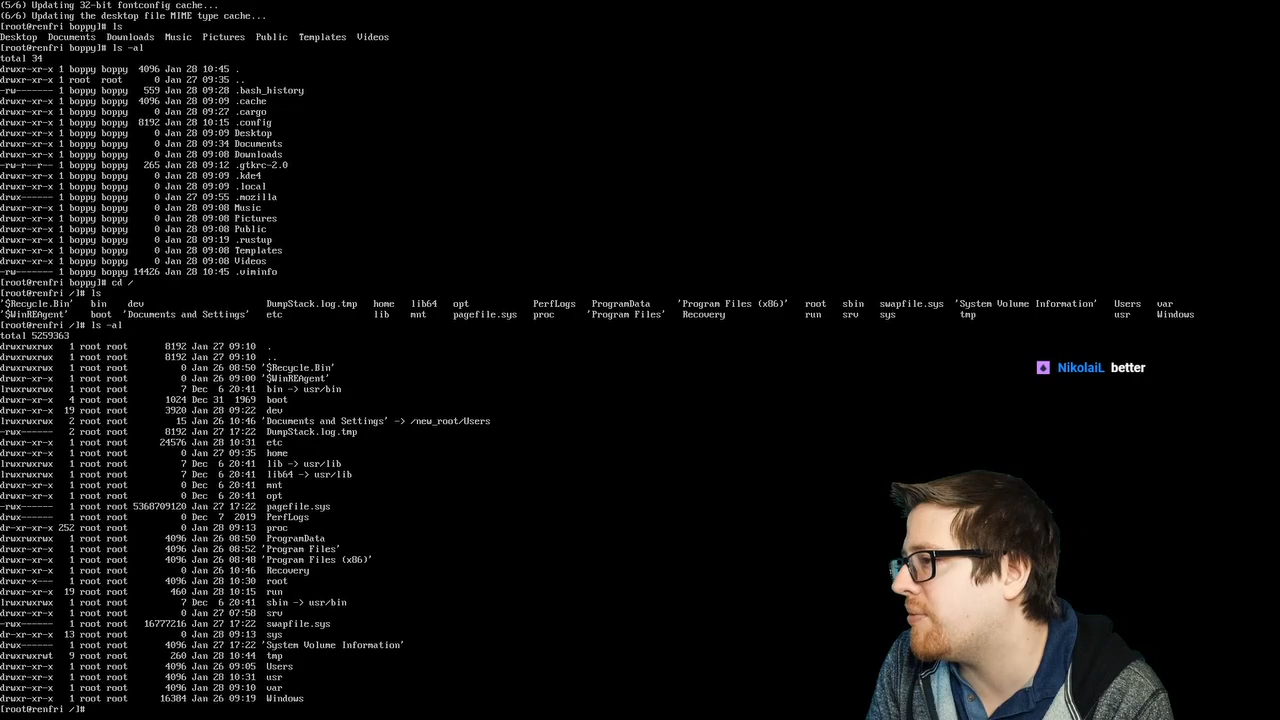 (5/6) Updating 32-bit fontconfig cache...
(6/6) Updating the desktop file MIME type cache...
[root@renfri boppy]# ls
Desktop  Documents  Downloads  Music  Pictures  Public  Templates  Videos
[root@renfri boppy]# ls -al
total 34
drwxr-xr-x 1 boppy boppy  4096 Jan 28 10:45 .
drwxr-xr-x 1 root  root      0 Jan 27 09:35 ..
-rw------- 1 boppy boppy   559 Jan 28 09:28 .bash_history
drwxr-xr-x 1 boppy boppy  4096 Jan 28 09:09 .cache
drwxr-xr-x 1 boppy boppy     0 Jan 28 09:27 .cargo
drwxr-xr-x 1 boppy boppy  8192 Jan 28 10:15 .config
drwxr-xr-x 1 boppy boppy     0 Jan 28 09:09 Desktop
drwxr-xr-x 1 boppy boppy     0 Jan 28 09:34 Documents
drwxr-xr-x 1 boppy boppy     0 Jan 28 09:08 Downloads
-rw-r--r-- 1 boppy boppy   265 Jan 28 09:12 .gtkrc-2.0
drwxr-xr-x 1 boppy boppy     0 Jan 28 09:09 .kde4
drwxr-xr-x 1 boppy boppy     0 Jan 28 09:09 .local
drwx------ 1 boppy boppy     0 Jan 27 09:55 .mozilla
drwxr-xr-x 1 boppy boppy     0 Jan 28 09:08 Music
drwxr-xr-x 1 boppy boppy     0 Jan 28 09:08 Pictures
drwxr-xr-x 1 boppy boppy     0 Jan 28 09:08 Public
drwxr-xr-x 1 boppy boppy     0 Jan 28 09:19 .rustup
drwxr-xr-x 1 boppy boppy     0 Jan 28 09:08 Templates
drwxr-xr-x 1 boppy boppy     0 Jan 28 09:08 Videos
-rw------- 1 boppy boppy 14426 Jan 28 10:45 .viminfo
[root@renfri boppy]# cd /
[root@renfri /]# ls
'$Recycle.Bin'  bin  dev  DumpStack.log.tmp  home  lib64  opt  PerfLogs  ProgramData  'Program Files (x86)'  root  sbin  swapfile.sys  'System Volume Information'  Users  var
'$WinREAgent'  boot  'Documents and Settings'  etc  lib  mnt  pagefile.sys  proc  'Program Files'  Recovery  run  srv  sys  tmp  usr  Windows
[root@renfri /]# ls -al
total 5259363
drwxrwxrwx   1 root root       8192 Jan 27 09:10  .
drwxrwxrwx   1 root root       8192 Jan 27 09:10  ..
drwxrwxrwx   1 root root          0 Jan 26 08:50 '$Recycle.Bin'
drwxr-xr-x   1 root root          0 Jan 26 09:00 '$WinREAgent'
lrwxrwxrwx   1 root root          7 Dec  6 20:41  bin -> usr/bin
drwxr-xr-x   4 root root       1024 Dec 31  1969  boot
drwxr-xr-x  19 root root       3920 Jan 28 09:22  dev
lrwxrwxrwx   2 root root         15 Jan 26 10:46 'Documents and Settings' -> /new_root/Users
-rwx------   2 root root       8192 Jan 27 17:22  DumpStack.log.tmp
drwxr-xr-x   1 root root      24576 Jan 28 10:31  etc
drwxr-xr-x   1 root root          0 Jan 27 09:35  home
lrwxrwxrwx   1 root root          7 Dec  6 20:41  lib -> usr/lib
lrwxrwxrwx   1 root root          7 Dec  6 20:41  lib64 -> usr/lib
drwxr-xr-x   1 root root          0 Dec  6 20:41  mnt
drwxr-xr-x   1 root root          0 Dec  6 20:41  opt
-rwx------   1 root root 5368709120 Jan 27 17:22  pagefile.sys
drwx------   1 root root          0 Dec  7  2019  PerfLogs
dr-xr-xr-x 252 root root          0 Jan 28 09:13  proc
drwxrwxrwx   1 root root       4096 Jan 26 08:50  ProgramData
drwxr-xr-x   1 root root       4096 Jan 26 08:52 'Program Files'
drwxr-xr-x   1 root root       4096 Jan 26 08:48 'Program Files (x86)'
drwxr-xr-x   1 root root          0 Jan 26 10:46  Recovery
drwxr-x---   1 root root       4096 Jan 28 10:30  root
drwxr-xr-x  19 root root        460 Jan 28 10:15  run
lrwxrwxrwx   1 root root          7 Dec  6 20:41  sbin -> usr/bin
drwxr-xr-x   1 root root          0 Jan 27 07:58  srv
-rwx------   1 root root   16777216 Jan 27 17:22  swapfile.sys
dr-xr-xr-x  13 root root          0 Jan 28 09:13  sys
drwx------   1 root root       4096 Jan 27 17:22 'System Volume Information'
drwxrwxrwt   9 root root        260 Jan 28 10:44  tmp
drwxr-xr-x   1 root root       4096 Jan 26 09:05  Users
drwxr-xr-x   1 root root       4096 Jan 28 10:31  usr
drwxr-xr-x   1 root root       4096 Jan 28 09:10  var
drwxr-xr-x   1 root root      16384 Jan 26 09:19  Windows
[root@renfri /]#
NikolaiL better